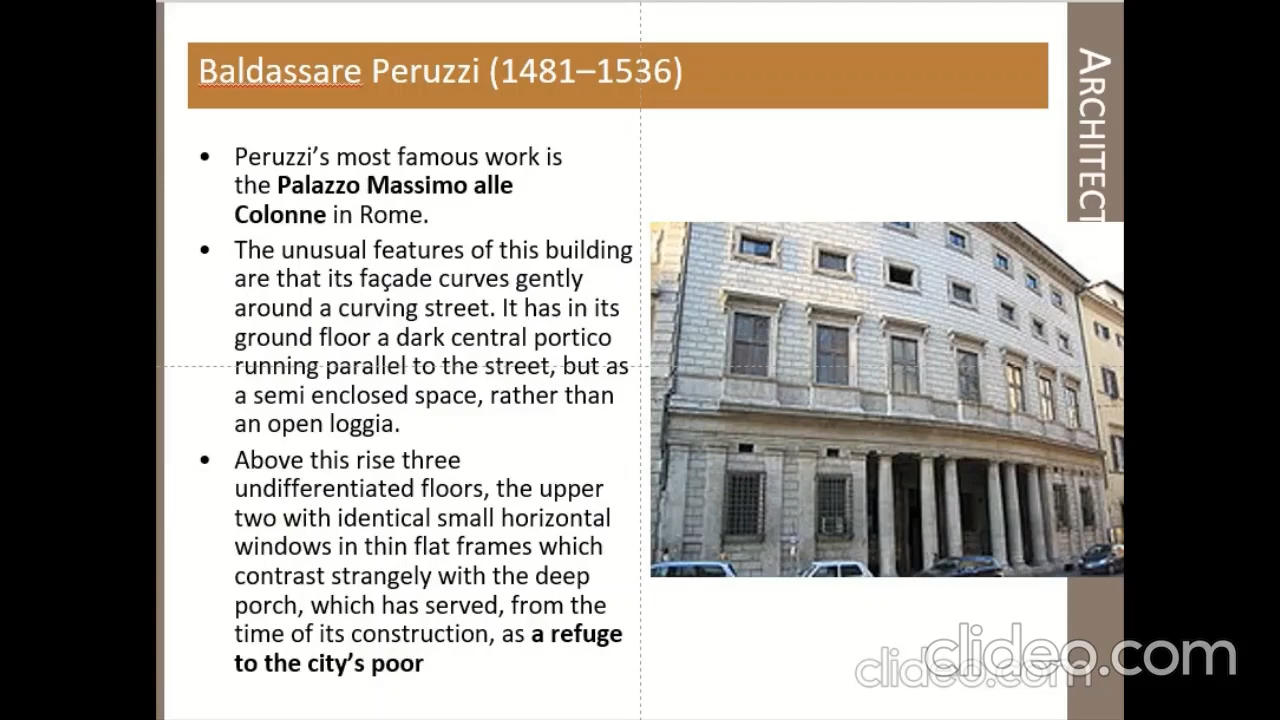 Baldassare Peruzzi (1481–1536)
ARCHITECT
• Peruzzi's most famous work is
the Palazzo Massimo alle
Colonne in Rome.
• The unusual features of this building
are that its façade curves gently
around a curving street. It has in its
ground floor a dark central portico
running parallel to the street, but as
a semi enclosed space, rather than
an open loggia.
• Above this rise three
undifferentiated floors, the upper
two with identical small horizontal
windows in thin flat frames which
contrast strangely with the deep
porch, which has served, from the
time of its construction, as a refuge
to the city's poor
clideo.com
clideo.com